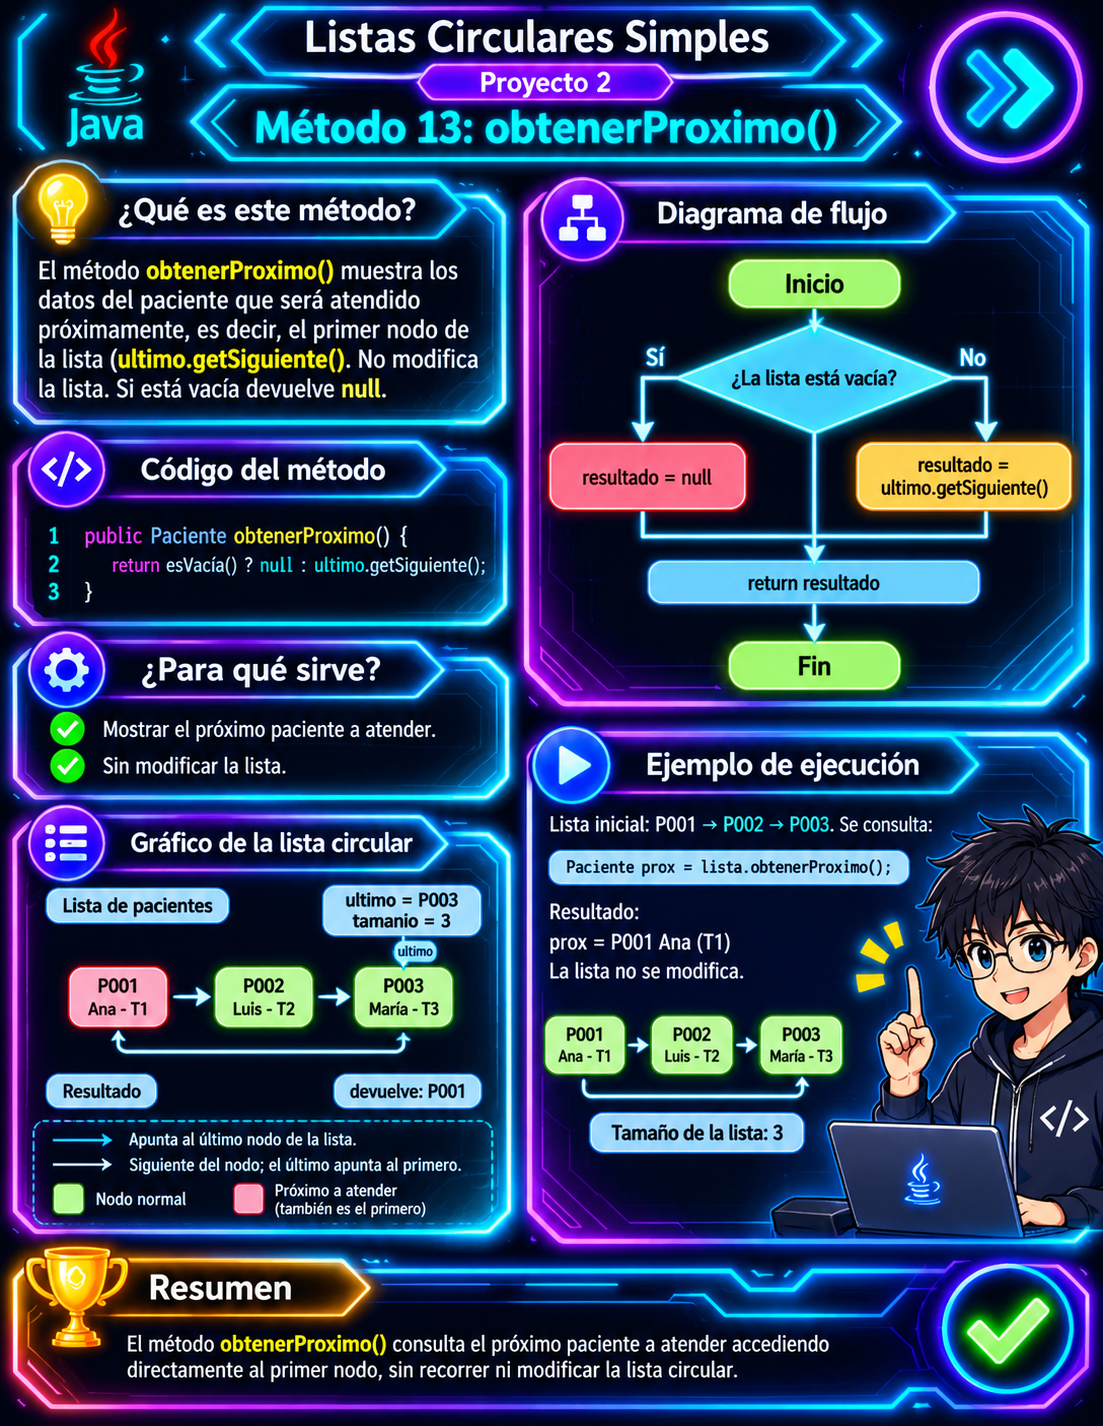 Java
Listas Circulares Simples
Proyecto 2
Método 13: obtenerProximo()
¿Qué es este método?
El método obtenerProximo() muestra los
datos del paciente que será atendido
próximamente, es decir, el primer nodo de
la lista (ultimo.getSiguiente(). No modifica
la lista. Si está vacía devuelve null.
</> Código del método
1 public Paciente obtenerProximo() {
2 return esVacía() ? null : ultimo.getSiguiente();
3 }
¿Para qué sirve?
Mostrar el próximo paciente a atender.
Sin modificar la lista.
Gráfico de la lista circular
Lista de pacientes
ultimo = P003
tamanio = 3
ultimo
P001
Ana - T1
P002
Luis - T2
P003
María - T3
Resultado
devuelve: P001
Apunta al último nodo de la lista.
Siguiente del nodo; el último apunta al primero.
Nodo normal
Próximo a atender
(también es el primero)
Diagrama de flujo
Inicio
¿La lista está vacía?
Sí
No
resultado = null
resultado =
ultimo.getSiguiente()
return resultado
Fin
Ejemplo de ejecución
Lista inicial: P001 → P002 → P003. Se consulta:
Paciente prox = lista.obtenerProximo();
Resultado:
prox = P001 Ana (T1)
La lista no se modifica.
P001
Ana - T1
P002
Luis - T2
P003
María - T3
Tamaño de la lista: 3
</>
Resumen
El método obtenerProximo() consulta el próximo paciente a atender accediendo
directamente al primer nodo, sin recorrer ni modificar la lista circular.